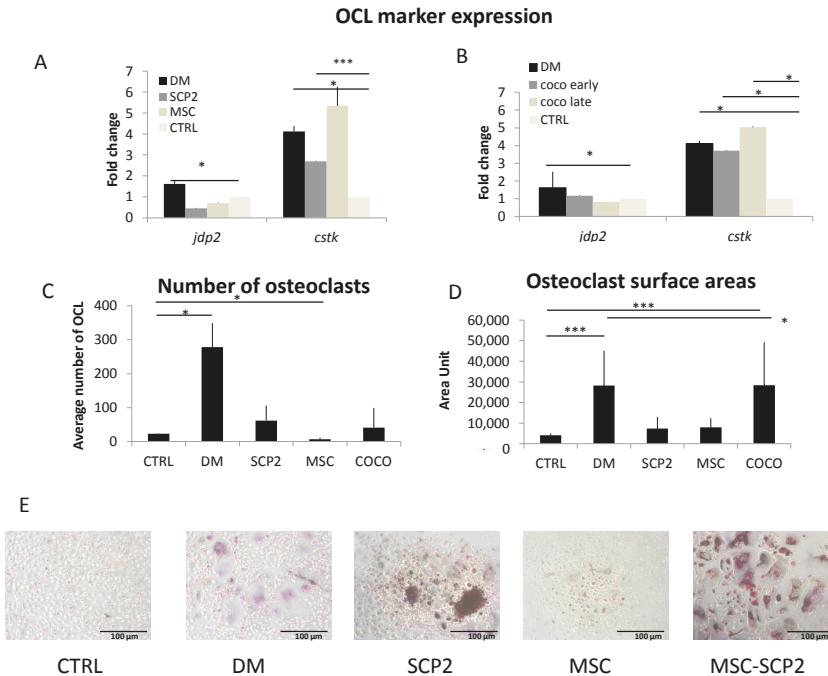 OCL marker expression
A
***
*
*
7
6
5
4
3
2
1
0
Fold change
DM
SCP2
MSC
CTRL
jdp2
cstk
B
*
*
*
*
7
6
5
4
3
2
1
0
Fold change
DM
coco early
coco late
CTRL
jdp2
cstk
C
Number of osteoclasts
*
*
400
300
200
100
0
Average number of OCL
CTRL
DM
SCP2
MSC
COCO
D
Osteoclast surface areas
***
*
***
60,000
50,000
40,000
30,000
20,000
10,000
0
Area Unit
CTRL
DM
SCP2
MSC
COCO
E
100 µm
100 µm
100 µm
100 µm
100 µm
CTRL
DM
SCP2
MSC
MSC-SCP2